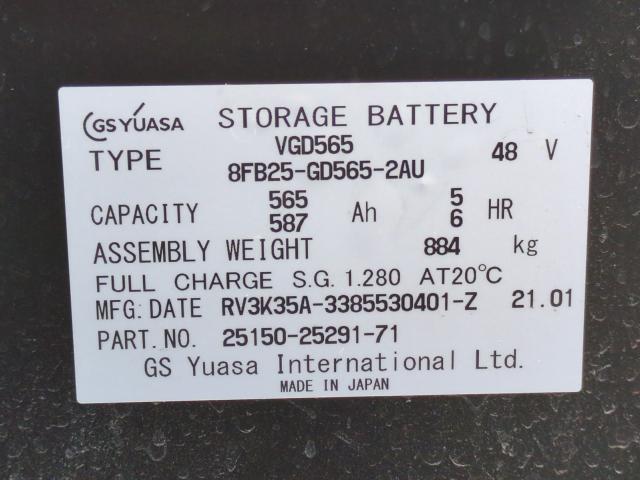 GS YUASA STORAGE BATTERY
TYPE VGD565 48 V
8FB25-GD565-2AU
CAPACITY 565 Ah 5 HR
587 6
ASSEMBLY WEIGHT 884 kg
FULL CHARGE S.G. 1.280 AT20℃
MFG: DATE RV3K35A-3385530401-Z 21.01
PART.NO. 25150-25291-71
GS Yuasa International Ltd.
MADE IN JAPAN